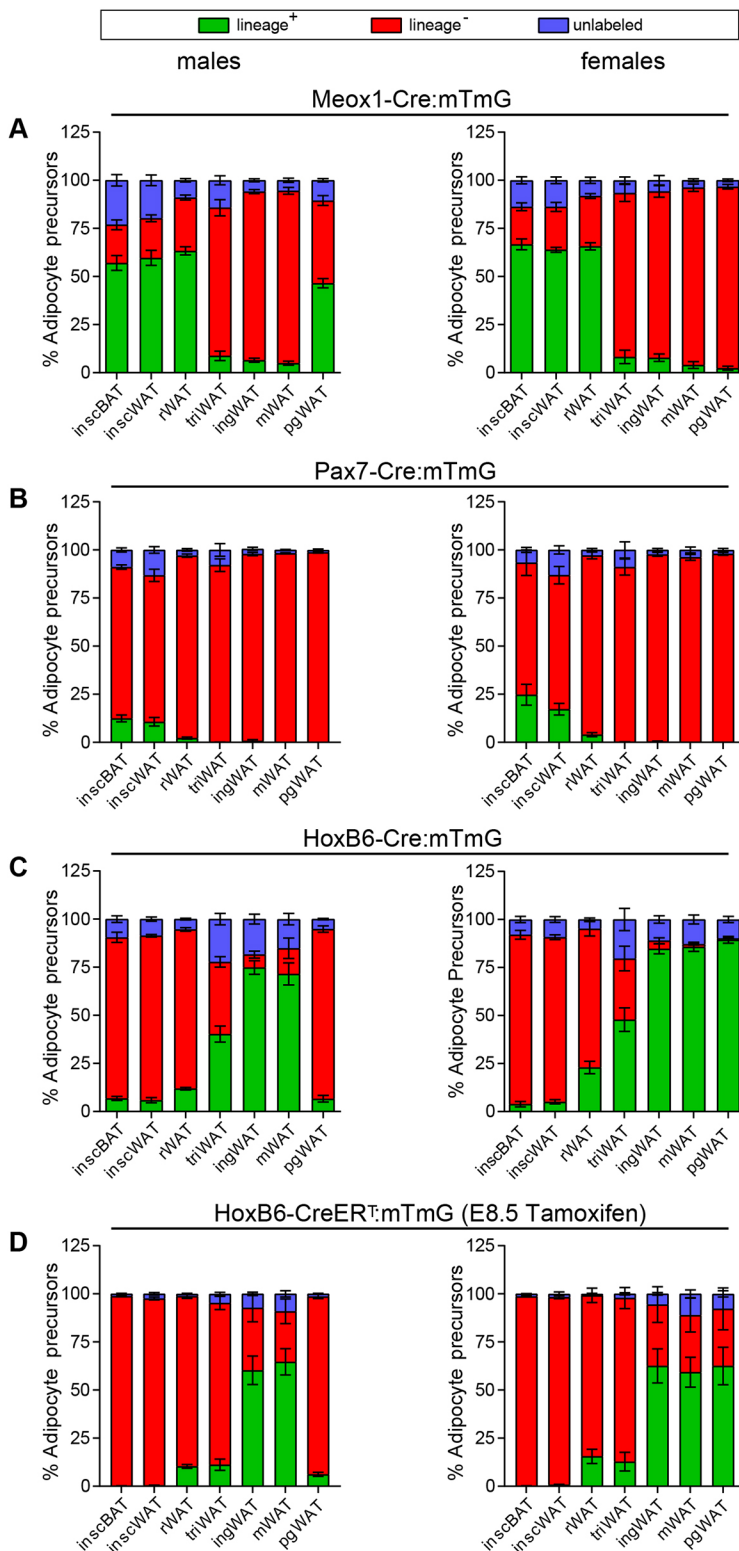 lineage+ lineage- unlabeled
males females
Meox1-Cre:mTmG
A
% Adipocyte precursors
125
100
75
50
25
0
inscBAT inscWAT rWAT triWAT ingWAT mWAT pgWAT
% Adipocyte precursors
125
100
75
50
25
0
inscBAT inscWAT rWAT triWAT ingWAT mWAT pgWAT
Pax7-Cre:mTmG
B
% Adipocyte precursors
125
100
75
50
25
0
inscBAT inscWAT rWAT triWAT ingWAT mWAT pgWAT
% Adipocyte precursors
125
100
75
50
25
0
inscBAT inscWAT rWAT triWAT ingWAT mWAT pgWAT
HoxB6-Cre:mTmG
C
% Adipocyte precursors
125
100
75
50
25
0
inscBAT inscWAT rWAT triWAT ingWAT mWAT pgWAT
% Adipocyte Precursors
125
100
75
50
25
0
inscBAT inscWAT rWAT triWAT ingWAT mWAT pgWAT
HoxB6-CreERT:mTmG (E8.5 Tamoxifen)
D
% Adipocyte precursors
125
100
75
50
25
0
inscBAT inscWAT rWAT triWAT ingWAT mWAT pgWAT
% Adipocyte precursors
125
100
75
50
25
0
inscBAT inscWAT rWAT triWAT ingWAT mWAT pgWAT